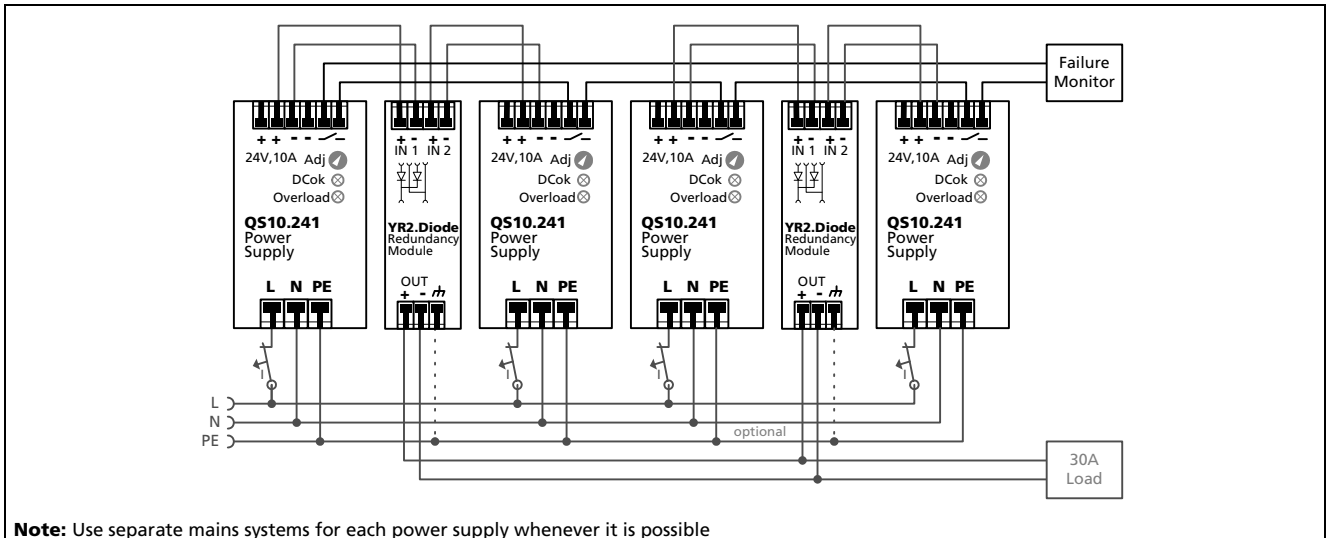 Failure
Monitor
+ + - -
24V,10A Adj
DCok
Overload
QS10.241
Power
Supply
L N PE
+ - + -
IN 1 IN 2
YR2.Diode
Redundancy
Module
OUT
+ -
+ + - -
24V,10A Adj
DCok
Overload
QS10.241
Power
Supply
L N PE
+ + - -
24V,10A Adj
DCok
Overload
QS10.241
Power
Supply
L N PE
+ - + -
IN 1 IN 2
YR2.Diode
Redundancy
Module
OUT
+ -
+ + - -
24V,10A Adj
DCok
Overload
QS10.241
Power
Supply
L N PE
I
I
I
I
L
N
PE
optional
30A
Load
Note: Use separate mains systems for each power supply whenever it is possible